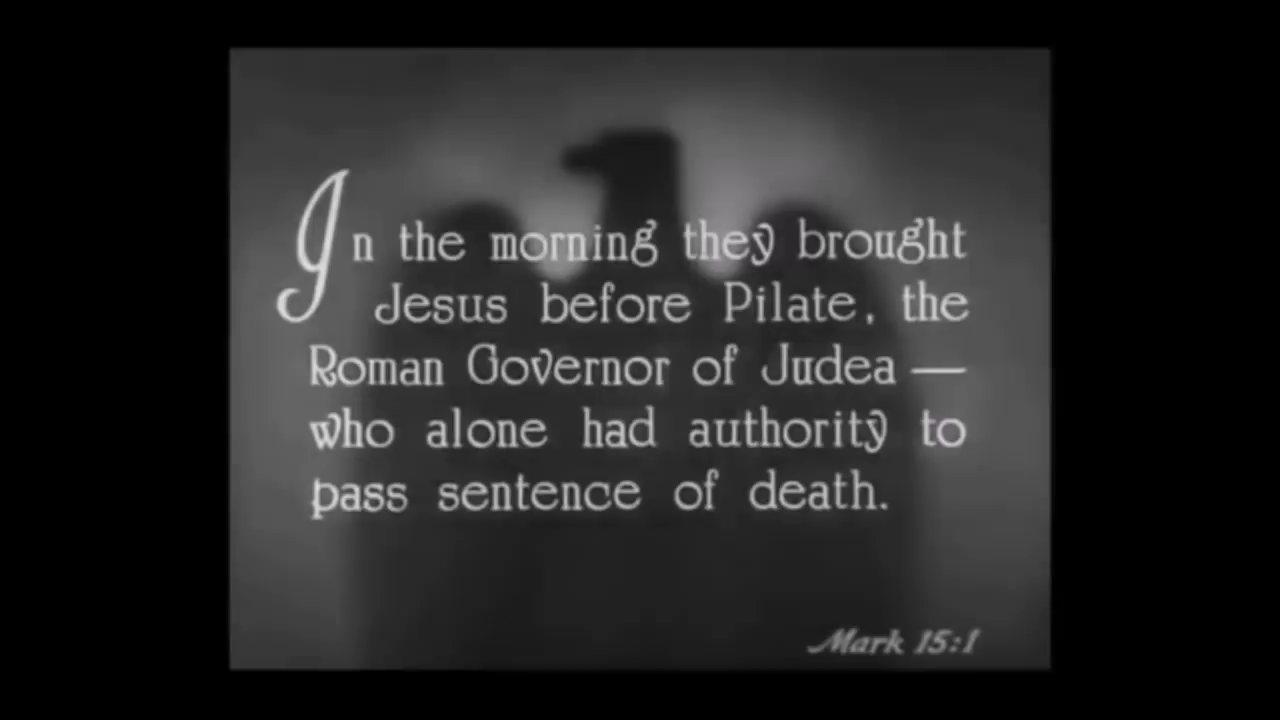 In the morning they brought
Jesus before Pilate, the
Roman Governor of Judea —
who alone had authority to
pass sentence of death.
Mark 15:1